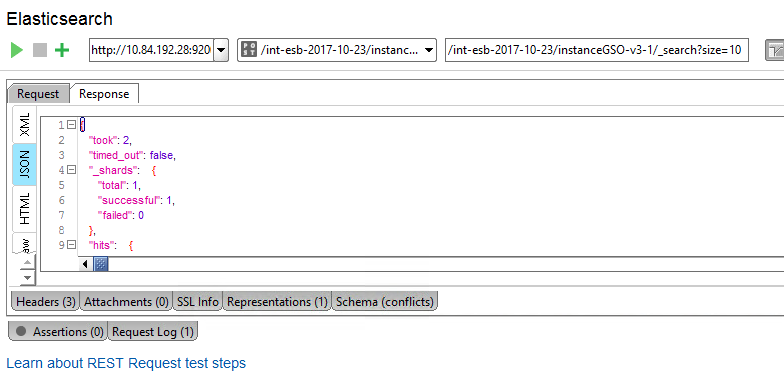 Elasticsearch
http://10.84.192.28:920 /int-esb-2017-10-23/instanc... /int-esb-2017-10-23/instanceGSO-v3-1/_search?size=10
Request Response
XML
JSON
HTML
1 {
2 "took": 2,
3 "timed_out": false,
4 "_shards": {
5 "total": 1,
6 "successful": 1,
7 "failed": 0
8 },
9 "hits": {
Headers (3) Attachments (0) SSL Info Representations (1) Schema (conflicts)
Assertions (0) Request Log (1)
Learn about REST Request test steps